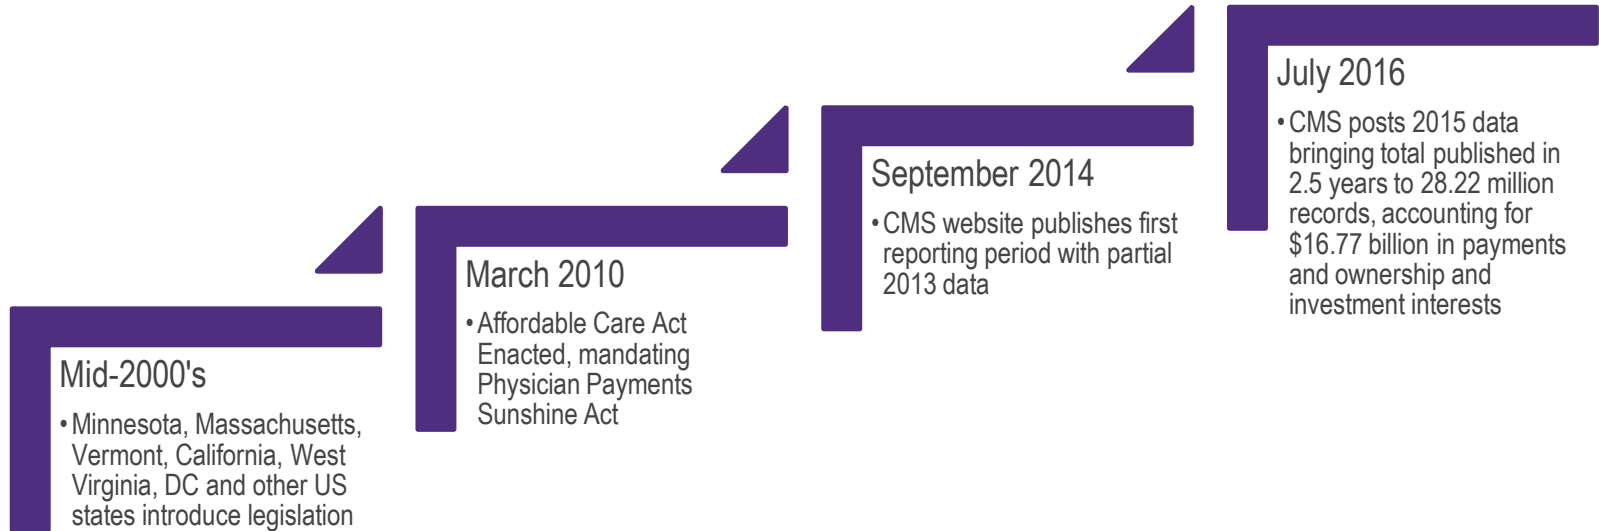 Mid-2000's
•Minnesota, Massachusetts,
Vermont, California, West
Virginia, DC and other US
states introduce legislation
March 2010
•Affordable Care Act
Enacted, mandating
Physician Payments
Sunshine Act
September 2014
•CMS website publishes first
reporting period with partial
2013 data
July 2016
•CMS posts 2015 data
bringing total published in
2.5 years to 28.22 million
records, accounting for
$16.77 billion in payments
and ownership and
investment interests